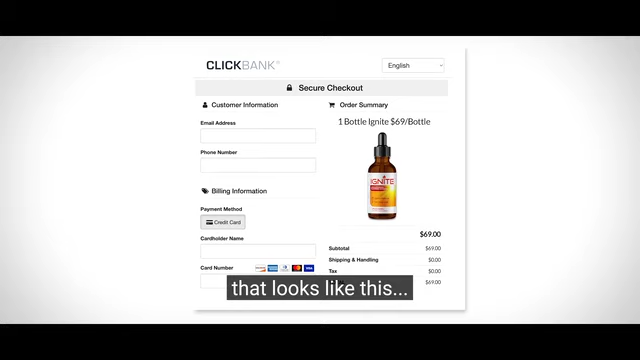 CLICKBANK
English
Secure Checkout
Customer Information
Order Summary
Email Address
1 Bottle Ignite $69/Bottle
Phone Number
IGNITE
Billing Information
Payment Method
Credit Card
$69.00
Cardholder Name
Subtotal $69.00
Shipping & Handling $0.00
Card Number
Tax $0.00
$69.00
that looks like this...